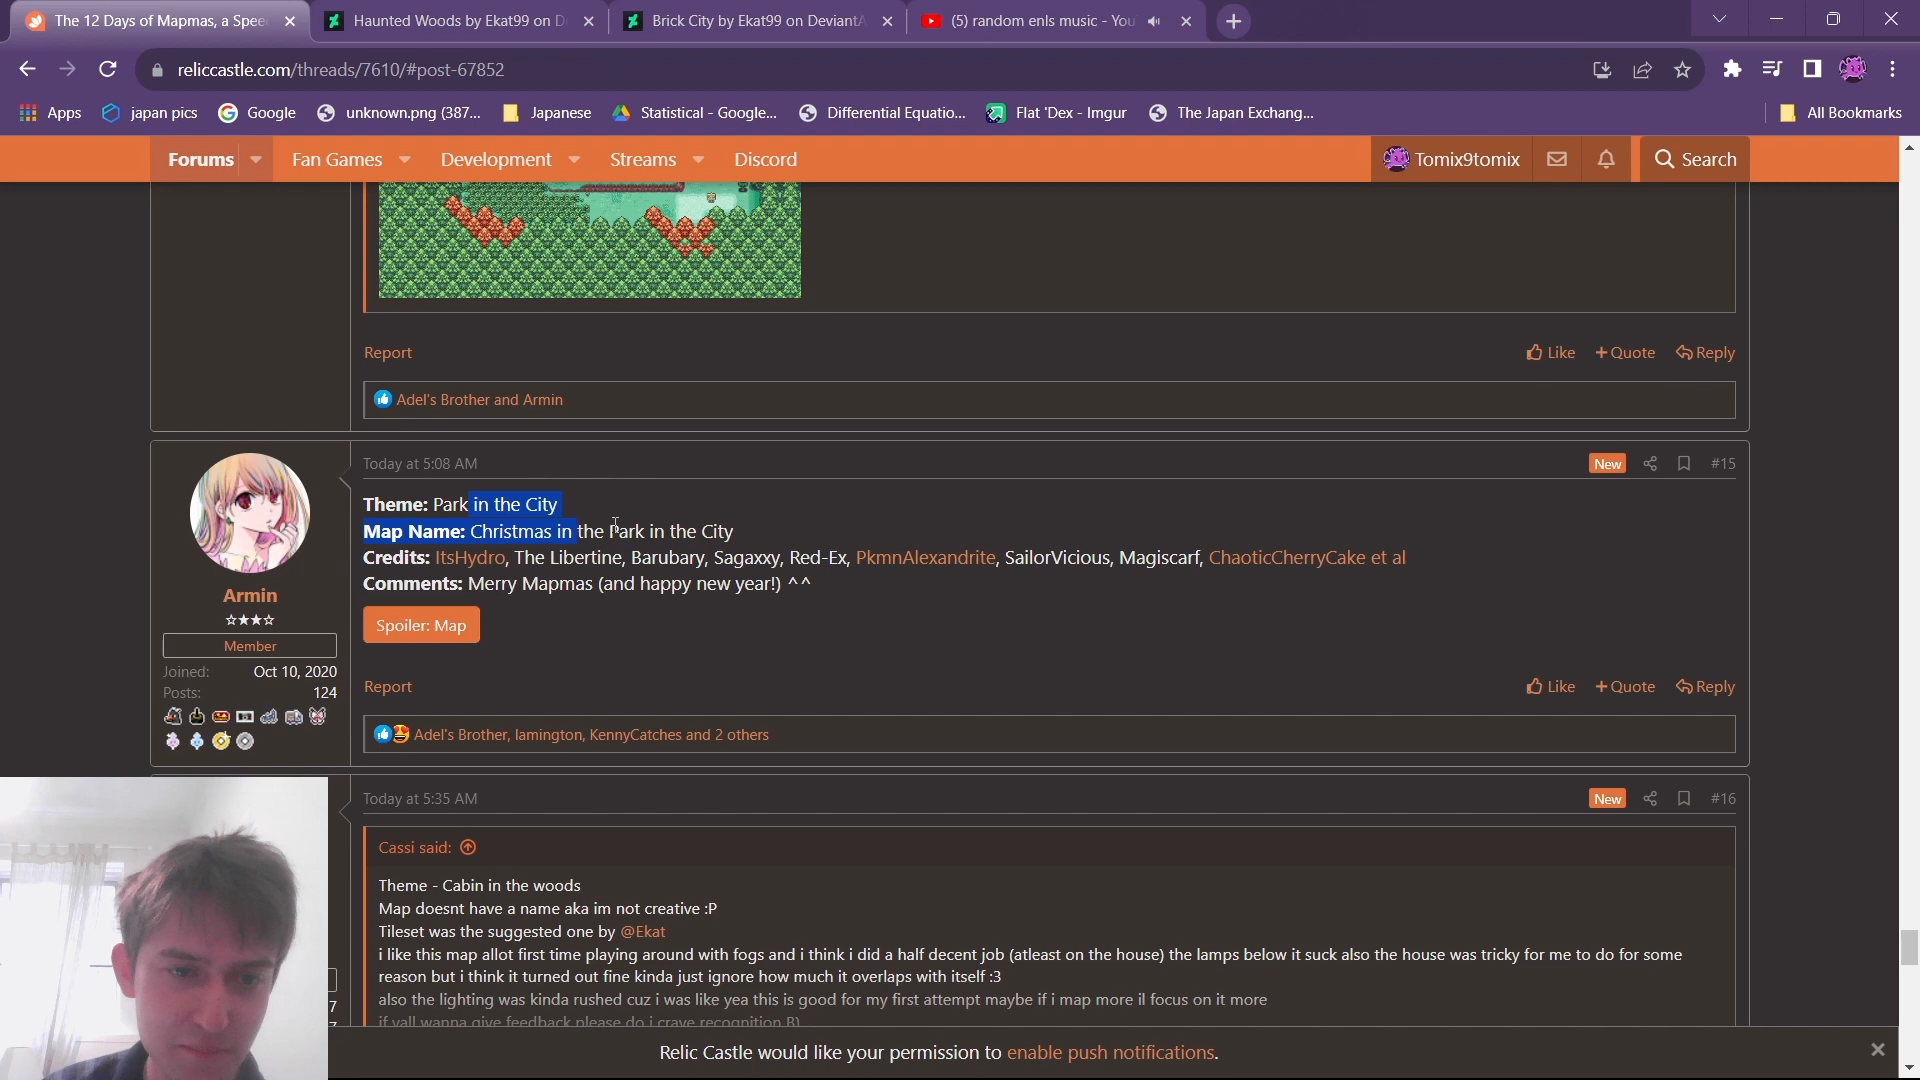 The 12 Days of Mapmas, a Spee
Haunted Woods by Ekat99 on D
Brick City by Ekat99 on DeviantA
(5) random enls music - You
reliccastle.com/threads/7610/#post-67852
Apps
japan pics
Google
unknown.png (387...
Japanese
Statistical - Google...
Differential Equatio...
Flat 'Dex - Imgur
The Japan Exchang...
All Bookmarks
Forums
Fan Games
Development
Streams
Discord
Tomix9tomix
Search
Report
Like
+Quote
Reply
Adel's Brother and Armin
Today at 5:08 AM
New
#15
Theme: Park in the City
Map Name: Christmas in the Park in the City
Credits: ItsHydro, The Libertine, Barubary, Sagaxxy, Red-Ex, PkmnAlexandrite, SailorVicious, Magiscarf, ChaoticCherryCake et al
Comments: Merry Mapmas (and happy new year!) ^^
Spoiler: Map
Armin
Member
Joined: Oct 10, 2020
Posts: 124
Report
Like
+Quote
Reply
Adel's Brother, lamington, KennyCatches and 2 others
Today at 5:35 AM
New
#16
Cassi said:
Theme - Cabin in the woods
Map doesnt have a name aka im not creative :P
Tileset was the suggested one by @Ekat
i like this map allot first time playing around with fogs and i think i did a half decent job (atleast on the house) the lamps below it suck also the house was tricky for me to do for some
reason but i think it turned out fine kinda just ignore how much it overlaps with itself :3
also the lighting was kinda rushed cuz i was like yea this is good for my first attempt maybe if i map more il focus on it more
if yall wanna give feedback please do i crave recognition B)
7
Relic Castle would like your permission to enable push notifications.